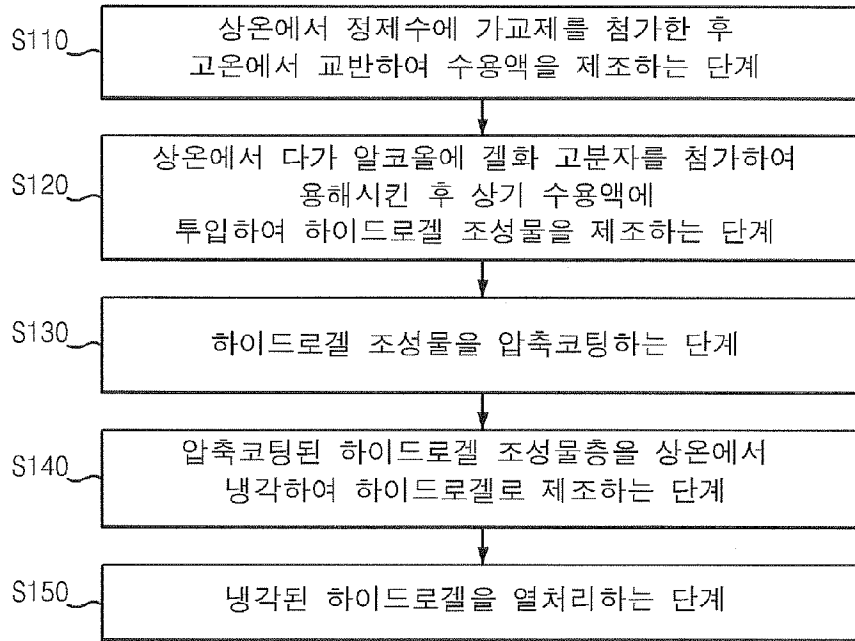 S110
상온에서 정제수에 가교제를 첨가한 후
고온에서 교반하여 수용액을 제조하는 단계
S120
상온에서 다가 알코올에 겔화 고분자를 첨가하여
용해시킨 후 상기 수용액에
투입하여 하이드로겔 조성물을 제조하는 단계
S130
하이드로겔 조성물을 압축코팅하는 단계
S140
압축코팅된 하이드로겔 조성물층을 상온에서
냉각하여 하이드로겔로 제조하는 단계
S150
냉각된 하이드로겔을 열처리하는 단계